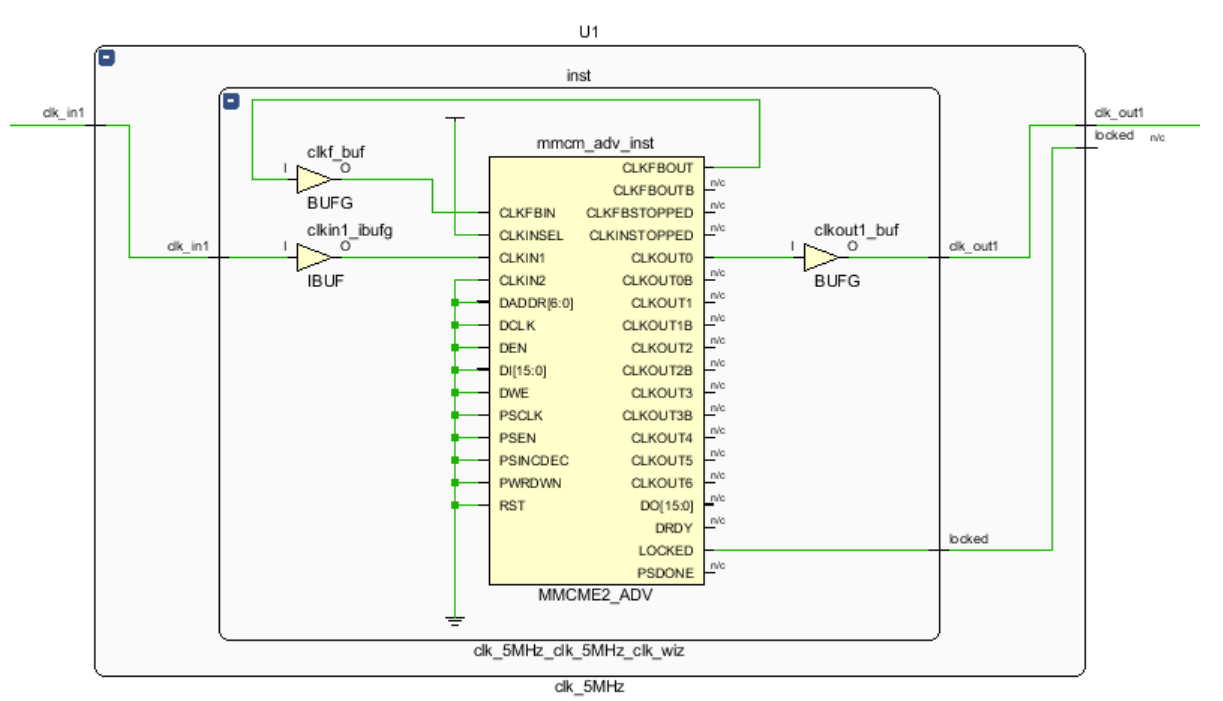 U1
inst
clk_in1
clk_out1
locked n/c
mmcm_adv_inst
clkf_buf
I O
BUFG
clkin1_ibufg
clk_in1 I O
IBUF
CLKFBIN
CLKINSEL
CLKIN1
CLKIN2
DADDR[6:0]
DCLK
DEN
DI[15:0]
DWE
PSCLK
PSEN
PSINCDEC
PWRDWN
RST
CLKFBOUT
CLKFBOUTB n/c
CLKFBSTOPPED n/c
CLKINSTOPPED n/c
CLKOUT0
CLKOUT0B n/c
CLKOUT1 n/c
CLKOUT1B n/c
CLKOUT2 n/c
CLKOUT2B n/c
CLKOUT3 n/c
CLKOUT3B n/c
CLKOUT4 n/c
CLKOUT5 n/c
CLKOUT6 n/c
DO[15:0] n/c
DRDY n/c
LOCKED
PSDONE n/c
MMCME2_ADV
clkout1_buf
I O
BUFG
clk_out1
locked
clk_5MHz_clk_5MHz_clk_wiz
clk_5MHz